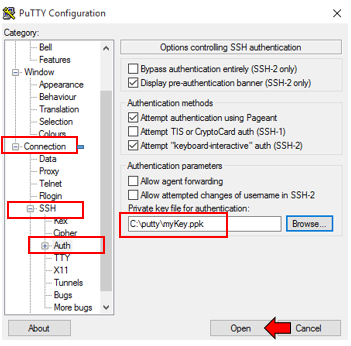 PuTTY Configuration
Category:
Bell
Features
Window
Appearance
Behaviour
Translation
Selection
Colours
Connection
Data
Proxy
Telnet
Rlogin
SSH
Kex
Cipher
Auth
TTY
X11
Tunnels
Bugs
More bugs
Options controlling SSH authentication
Bypass authentication entirely (SSH-2 only)
Display pre-authentication banner (SSH-2 only)
Authentication methods
Attempt authentication using Pageant
Attempt TIS or CryptoCard auth (SSH-1)
Attempt "keyboard-interactive" auth (SSH-2)
Authentication parameters
Allow agent forwarding
Allow attempted changes of username in SSH-2
Private key file for authentication:
C:\putty\myKey.ppk
Browse...
About
Open
Cancel